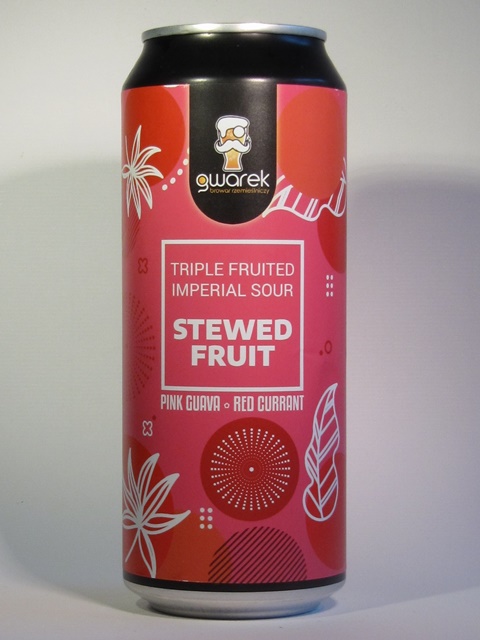 gwarek
browar rzemieślniczy
TRIPLE FRUITED
IMPERIAL SOUR
STEWED
FRUIT
PINK GUAVA RED CURRANT